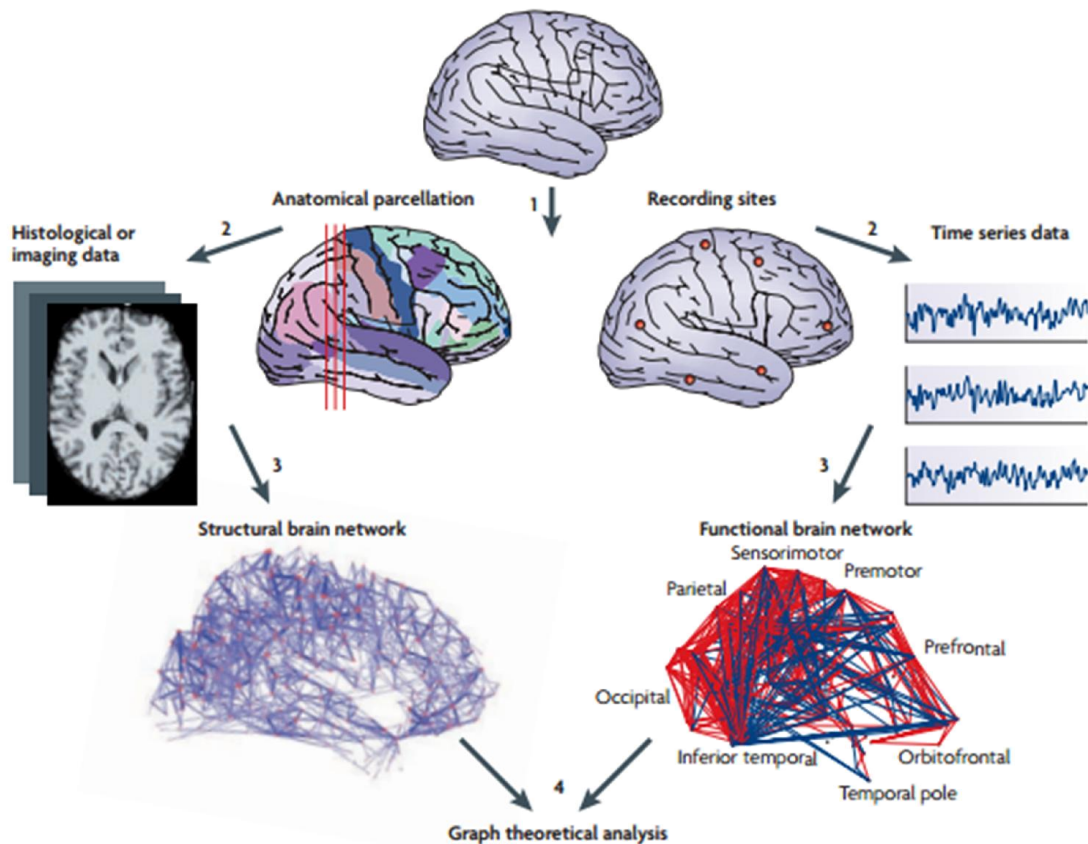 Anatomical parcellation
1
Recording sites
2
2
Histological or
imaging data
Time series data
3
3
Structural brain network
Functional brain network
Sensorimotor
Premotor
Parietal
Prefrontal
Occipital
Inferior temporal
Orbitofrontal
Temporal pole
4
Graph theoretical analysis